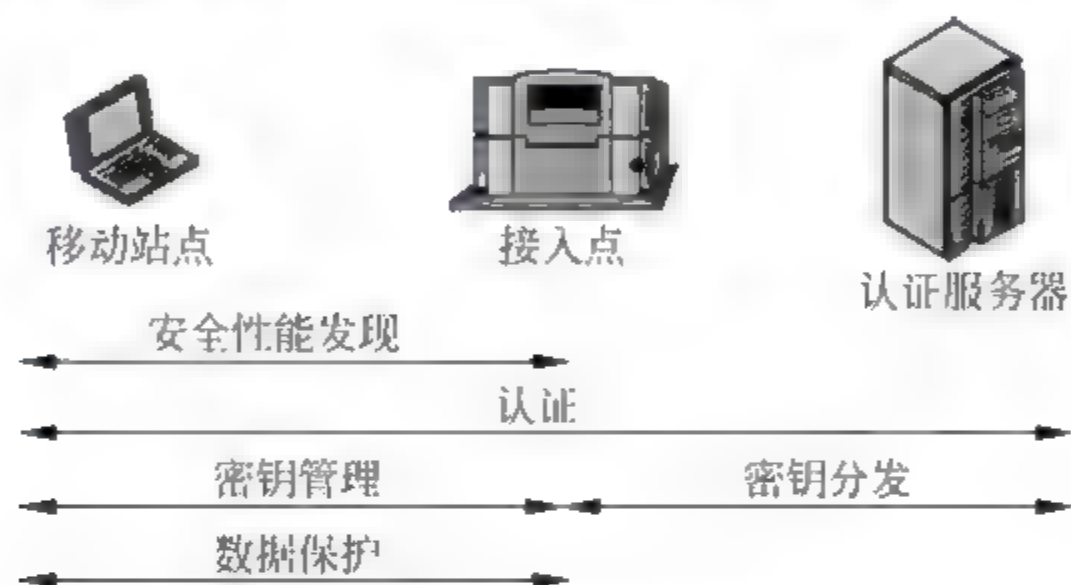 移动站点
接入点
认证服务器
安全性能发现
认证
密钥管理
密钥分发
数据保护